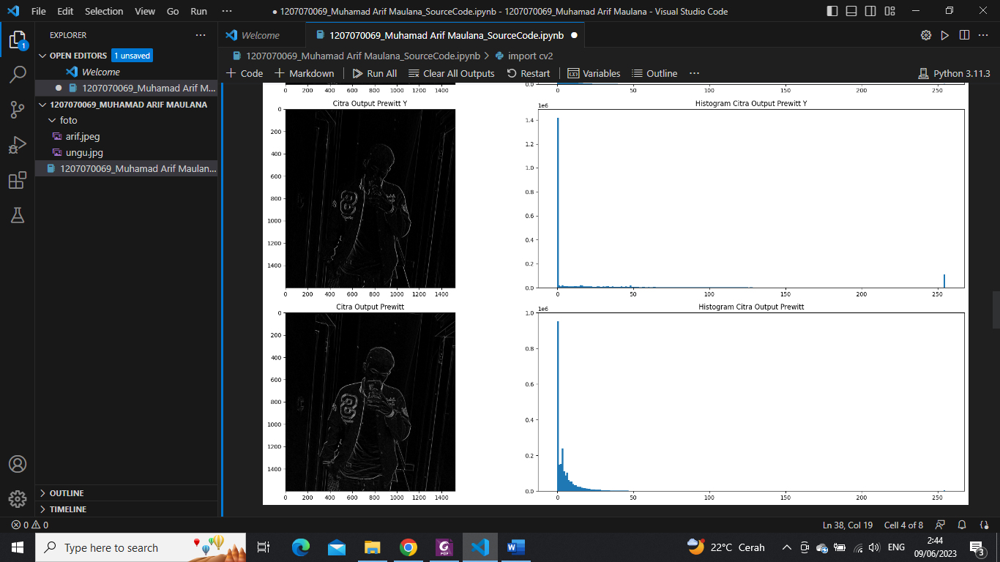 File Edit Selection View Go Run ··· ● 1207070069_Muhamad Arif Maulana_SourceCode.ipynb - 1207070069_Muhamad Arif Maulana - Visual Studio Code
EXPLORER ···
Welcome 1207070069_Muhamad Arif Maulana_SourceCode.ipynb ●
1
OPEN EDITORS 1 unsaved
Welcome
● 1207070069_Muhamad Arif M...
1207070069_MUHAMAD ARIF MAULANA
foto
arif.jpeg
ungu.jpg
1207070069_Muhamad Arif Maulan...
1207070069_Muhamad Arif Maulana_SourceCode.ipynb > import cv2
+ Code + Markdown Run All Clear All Outputs Restart Variables Outline ··· Python 3.11.3
0 200 400 600 800 1000 1200 1400
0.0
0 50 100 150 200 250
Citra Output Prewitt Y
0
200
400
600
800
1000
1200
1400
0 200 400 600 800 1000 1200 1400
Histogram Citra Output Prewitt Y
1e6
1.4
1.2
1.0
0.8
0.6
0.4
0.2
0.0
0 50 100 150 200 250
Citra Output Prewitt
0
200
400
600
800
1000
1200
1400
0 200 400 600 800 1000 1200 1400
Histogram Citra Output Prewitt
1e6
1.0
0.8
0.6
0.4
0.2
0.0
0 50 100 150 200 250
OUTLINE
TIMELINE
0 0 Ln 38, Col 19 Cell 4 of 8
Type here to search
PDF
22°C Cerah ENG
2:44
09/06/2023
3